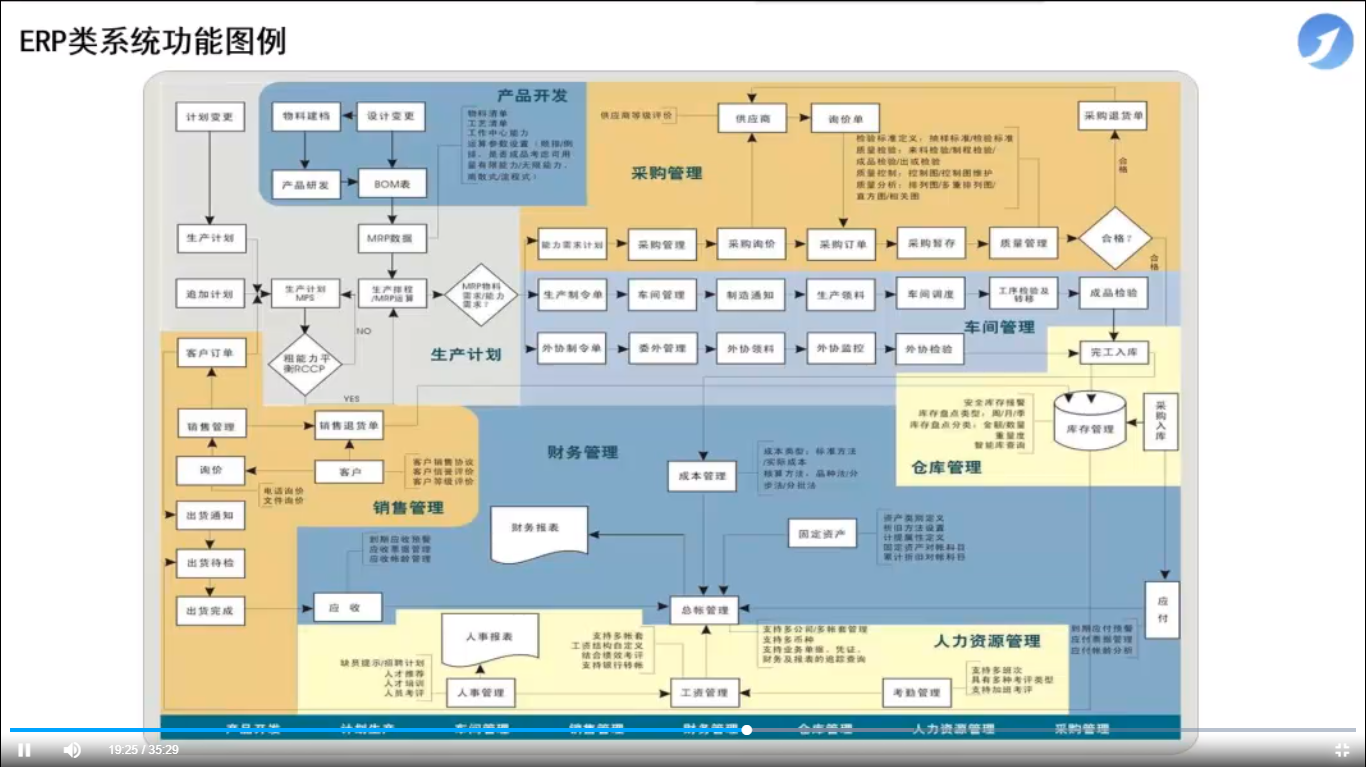 ERP类系统功能图例
产品开发
计划变更
物料建档
设计变更
物料清单
工艺清单
工作中心能力
运算参数设置（顺排/倒
排、是否成品考虑可用
量有限能力/无限能力、
离散式/流程式）
产品研发
BOM表
供应商等级评价
供应商
询价单
采购退货单
检验标准定义：抽样标准/检验标准
质量检验：来料检验/制程检验/
成品检验/出或检验
质量控制：控制图/控制图维护
质量分析：排列图/多重排列图/
直方图/相关图
采购管理
合格
生产计划
MRP数据
能力需求计划
采购管理
采购询价
采购订单
采购暂存
质量管理
合格？
合格
追加计划
生产计划
MPS
生产排程
/MRP运算
MRP物料
需求/能力
需求？
生产制令单
车间管理
制造通知
生产领料
车间调度
工序检验及
转移
成品检验
车间管理
NO
客户订单
粗能力平
衡RCCP
生产计划
外协制令单
委外管理
外协领料
外协监控
外协检验
完工入库
YES
销售管理
销售退货单
安全库存报警
库存盘点类型：周/月/季
库存盘点分类：金额/数量
重量度
智能库查询
库存管理
采购入库
仓库管理
询价
客户
客户销售协议
客户信誉评价
客户等级评价
电话询价
文件询价
财务管理
成本管理
成本类型：标准方法
/实际成本
核算方法：品种法/分
步法/分批法
销售管理
出货通知
财务报表
固定资产
资产类别定义
折旧方法设置
计提属性定义
固定资产对帐科目
累计折旧对帐科目
到期应收预警
应收票据管理
应收帐龄管理
出货待检
出货完成
应 收
总帐管理
应付
支持多公司/多帐套管理
支持多币种
支持业务单据、凭证、
财务及报表的追踪查询
到期应付预警
应付票据管理
应付帐龄分析
人力资源管理
人事报表
支持多帐套
工资结构自定义
结合绩效考评
支持银行转帐
缺员提示/招聘计划
人才推荐
人才培训
人员考评
人事管理
工资管理
考勤管理
支持多班次
具有多种考评类型
支持加班考评
产品开发
计划生产
车间管理
销售管理
财务管理
仓库管理
人力资源管理
采购管理
19:25 / 35:29